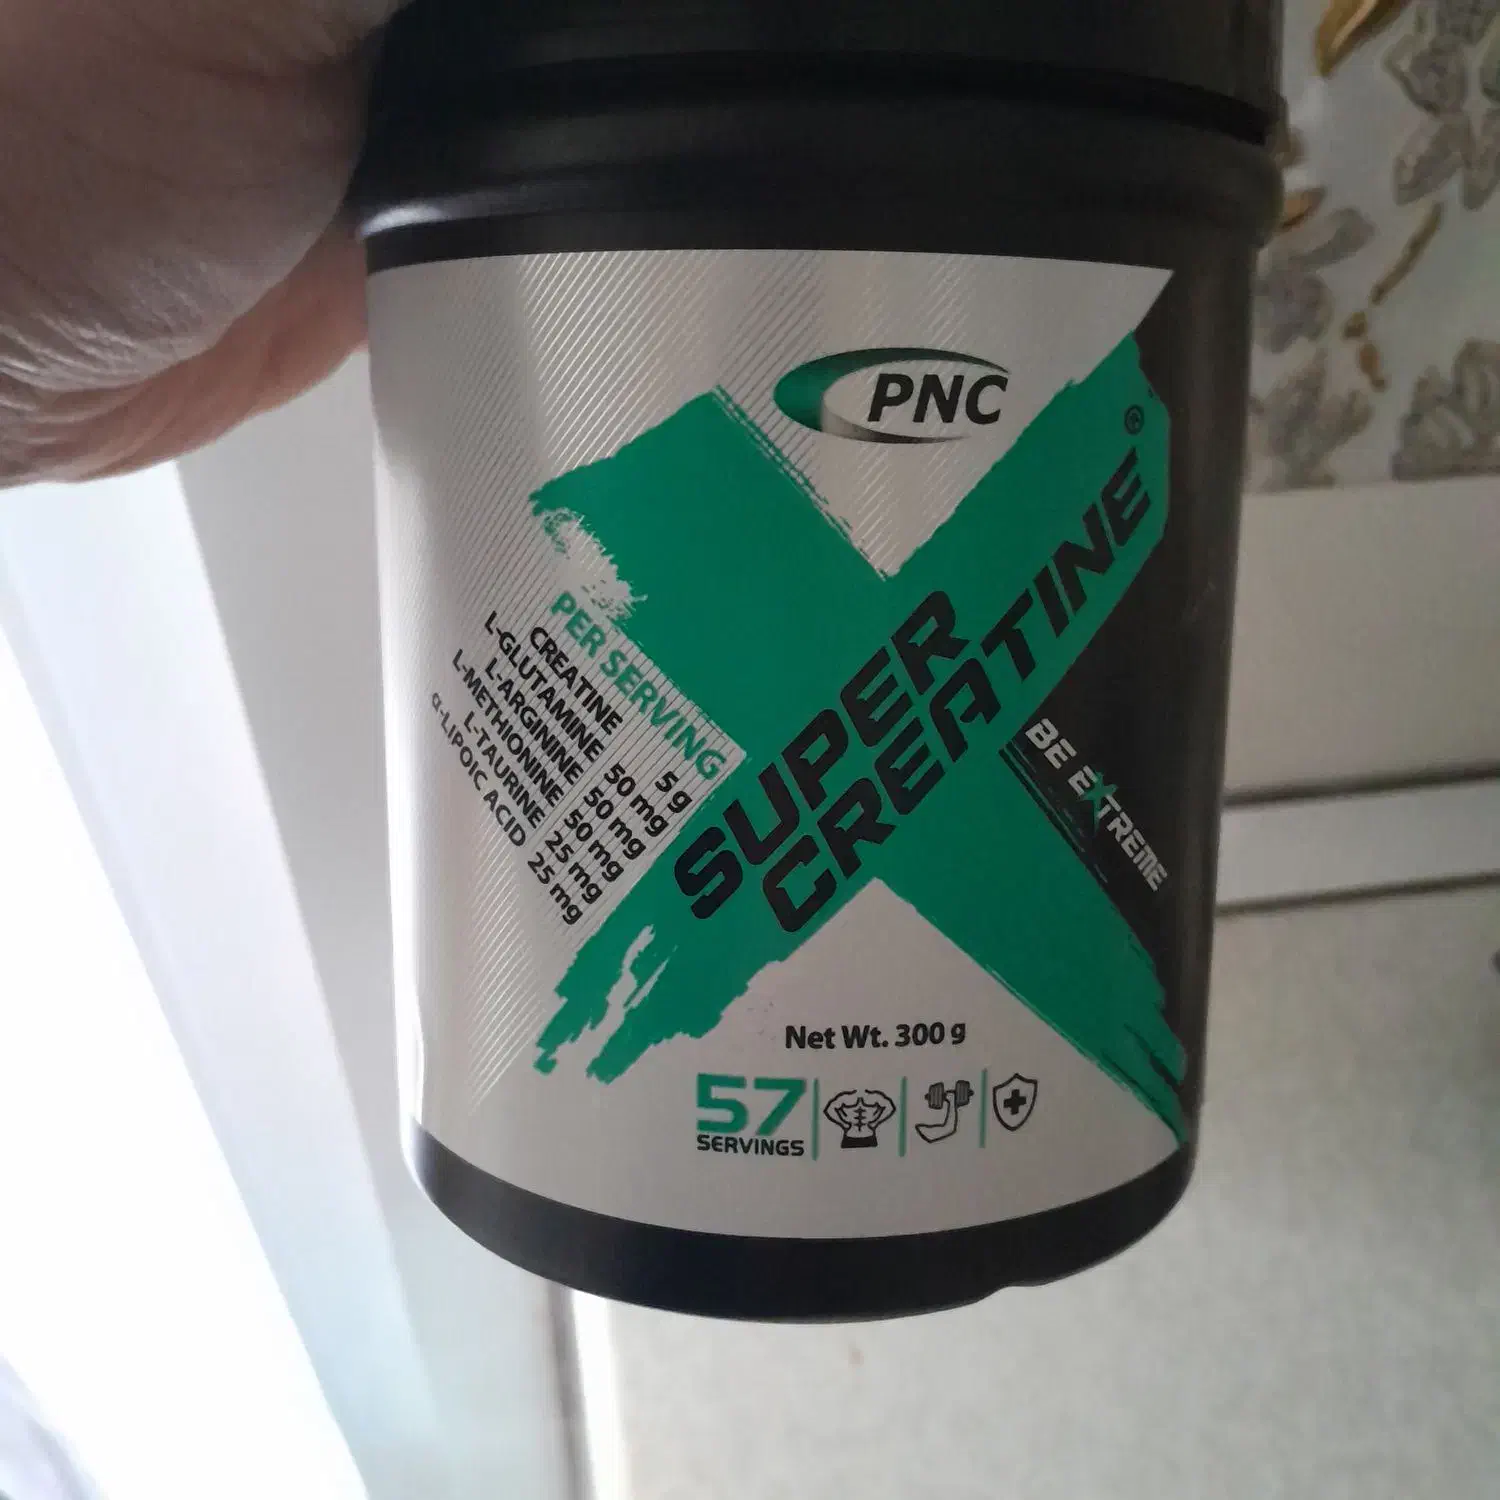 PNC
SUPER
CREATINE®
PER SERVING
CREATINE 5 g
L-GLUTAMINE 50 mg
L-ARGININE 50 mg
L-METHIONINE 50 mg
L-TAURINE 25 mg
α-LIPOIC ACID 25 mg
BE EXTREME
Net Wt. 300 g
57
SERVINGS